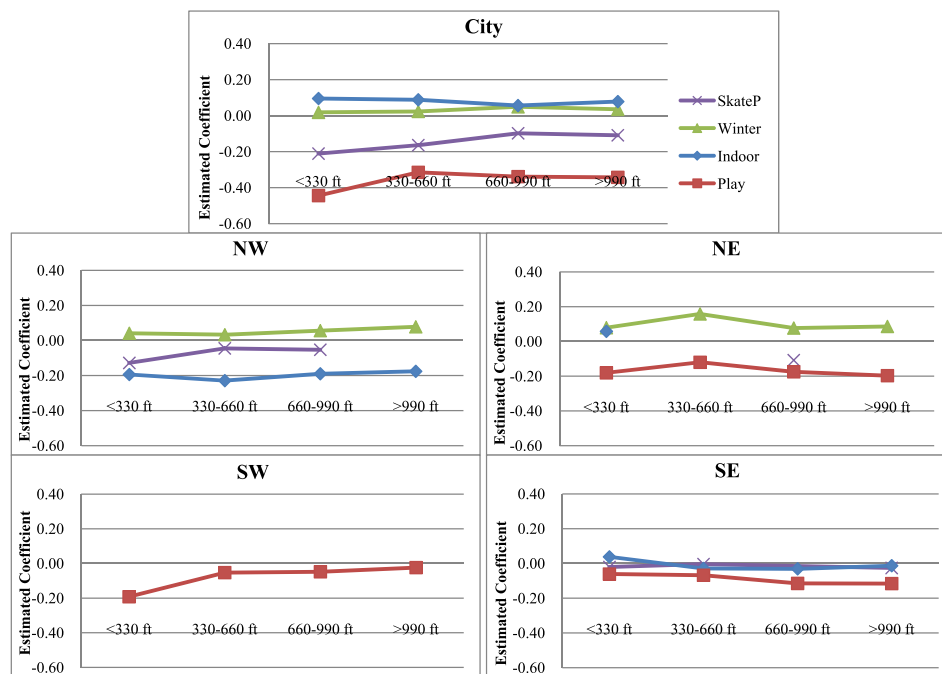 City
Estimated Coefficient
0.40
0.20
0.00
-0.20
-0.40
-0.60
<330 ft
330-660 ft
660-990 ft
>990 ft
SkateP
Winter
Indoor
Play
NW
Estimated Coefficient
0.40
0.20
0.00
-0.20
-0.40
-0.60
<330 ft
330-660 ft
660-990 ft
>990 ft
NE
Estimated Coefficient
0.40
0.20
0.00
-0.20
-0.40
-0.60
<330
330-660 ft
660-990 ft
>990 ft
SW
Estimated Coefficient
0.40
0.20
0.00
-0.20
-0.40
-0.60
<330 ft
330-660 ft
660-990 ft
>990 ft
SE
Estimated Coefficient
0.40
0.20
0.00
-0.20
-0.40
-0.60
<330 ft
330-660 ft
660-990 ft
>990 ft